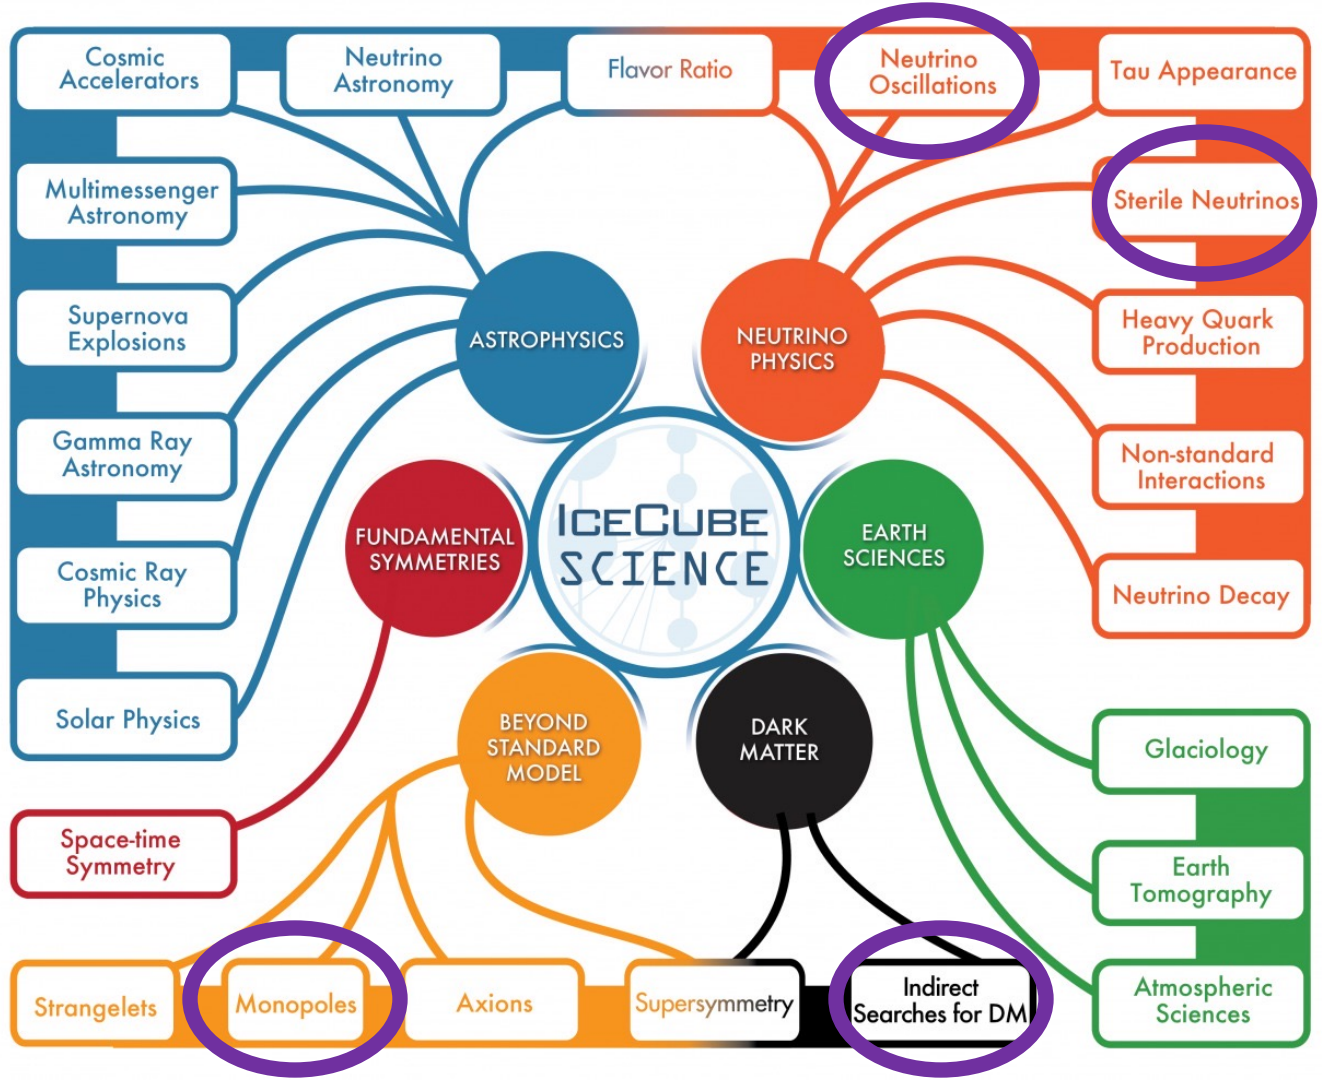 Cosmic
Accelerators
Neutrino
Astronomy
Flavor Ratio
Neutrino
Oscillations
Tau Appearance
Multimessenger
Astronomy
Sterile Neutrinos
Supernova
Explosions
ASTROPHYSICS
NEUTRINO
PHYSICS
Heavy Quark
Production
Gamma Ray
Astronomy
Non-standard
Interactions
FUNDAMENTAL
SYMMETRIES
ICECUBE
SCIENCE
EARTH
SCIENCES
Cosmic Ray
Physics
Neutrino Decay
Solar Physics
BEYOND
STANDARD
MODEL
DARK
MATTER
Glaciology
Space-time
Symmetry
Earth
Tomography
Strangelets
Monopoles
Axions
Supersymmetry
Indirect
Searches for DM
Atmospheric
Sciences